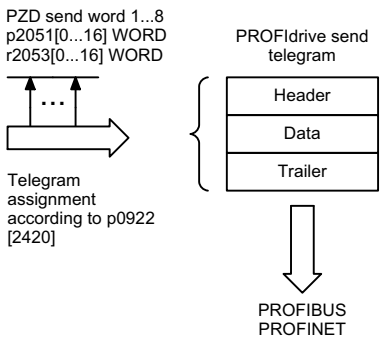 PZD send word 1...8
p2051[0...16] WORD
r2053[0...16] WORD
...
Telegram
assignment
according to p0922
[2420]
PROFIdrive send
telegram
Header
Data
Trailer
PROFIBUS
PROFINET